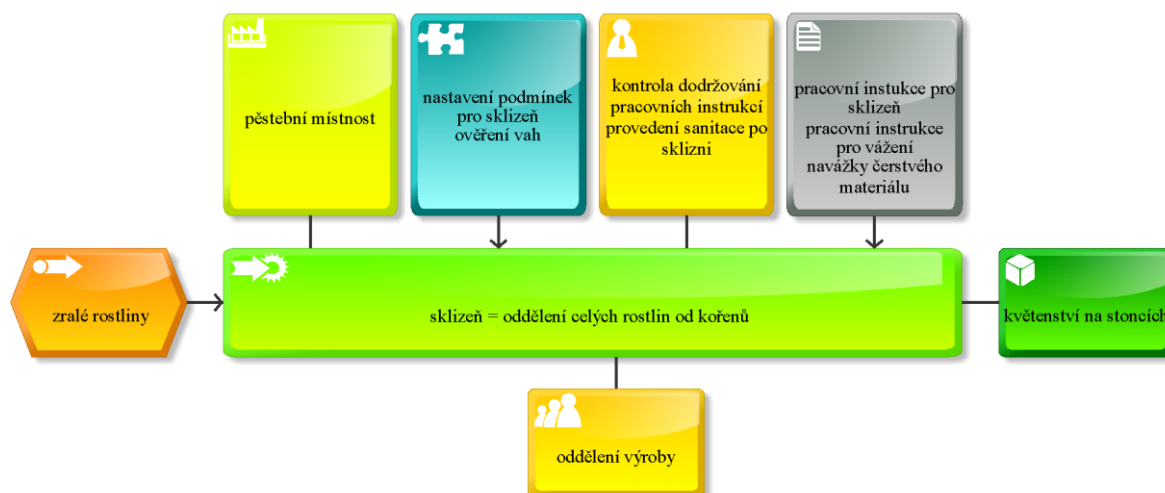 pěstební místnost
nastavení podmínek
pro sklizeň
ověření vah
kontrola dodržování
pracovních instrukcí
provedení sanitace po
sklizni
pracovní instukce pro
sklizeň
pracovní instrukce
pro vážení
navážky čerstvého
materiálu
zralé rostliny
sklizeň = oddělení celých rostlin od kořenů
květenství na stoncích
oddělení výroby